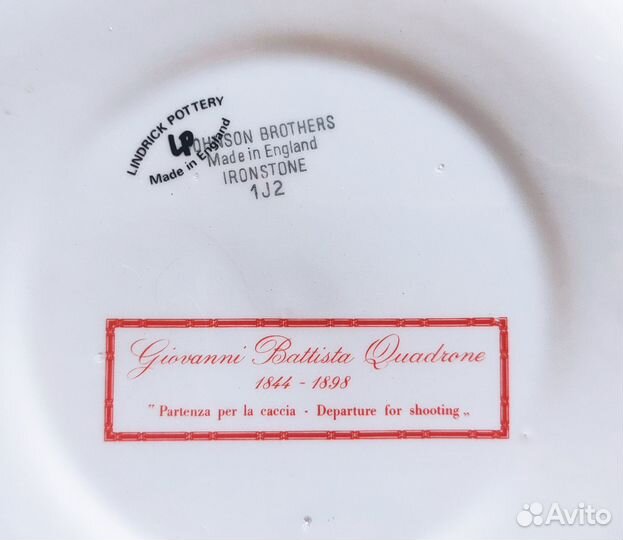 LINDRICK POTTERY
LP
Made in England
JOHNSON BROTHERS
Made in England
IRONSTONE
1J2
Giovanni Battista Quadrone
1844 - 1898
" Partenza per la caccia - Departure for shooting „
Avito